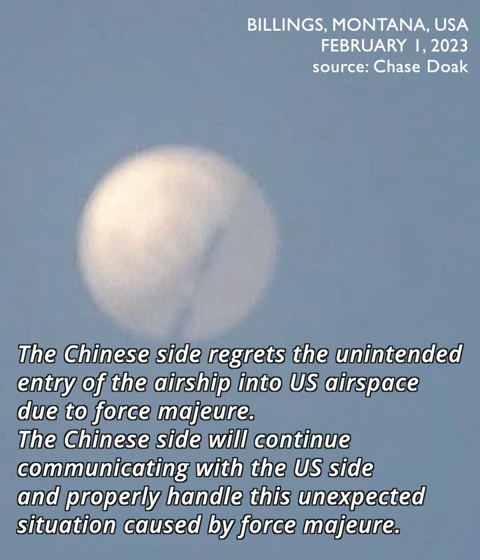 BILLINGS, MONTANA, USA
FEBRUARY 1, 2023
source: Chase Doak
The Chinese side regrets the unintended
entry of the airship into US airspace
due to force majeure.
The Chinese side will continue
communicating with the US side
and properly handle this unexpected
situation caused by force majeure.